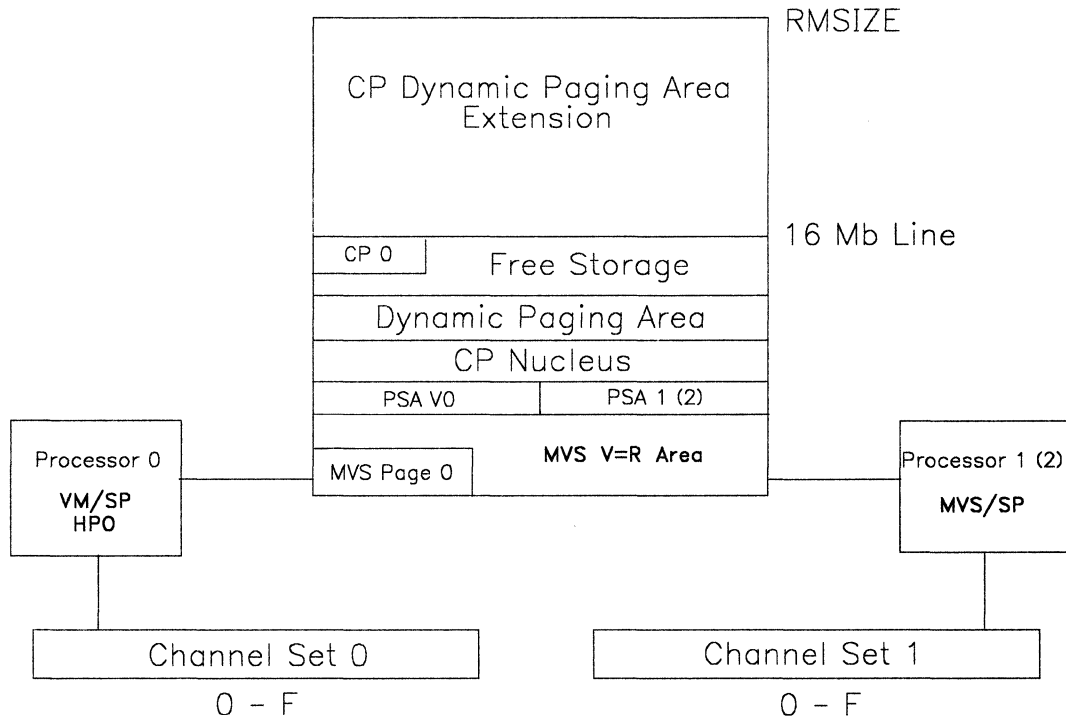 RMSIZE
CP Dynamic Paging Area
Extension
16 Mb Line
CP 0
Free Storage
Dynamic Paging Area
CP Nucleus
PSA V0
PSA 1 (2)
MVS V=R Area
MVS Page 0
Processor 0
VM/SP
HPO
Processor 1 (2)
MVS/SP
Channel Set 0
Channel Set 1
0 - F
0 - F